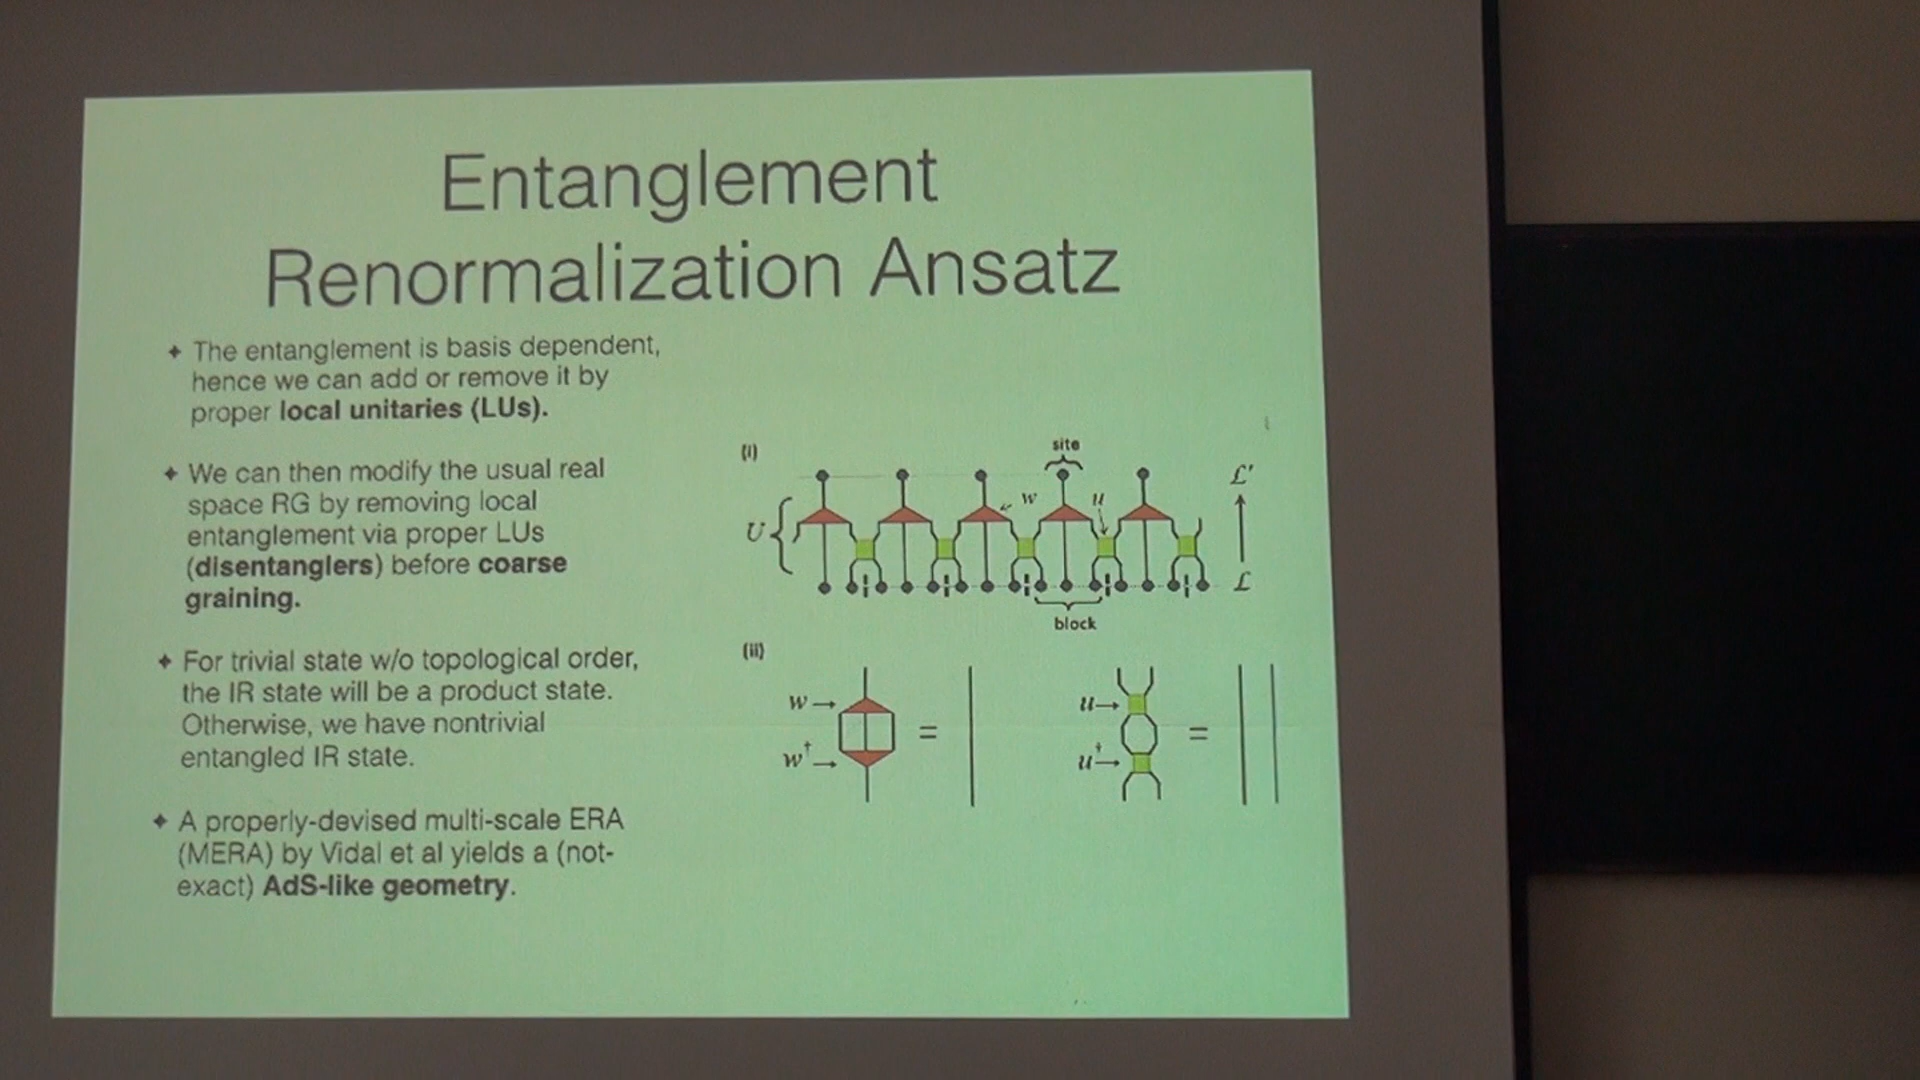 Entanglement
Renormalization Ansatz
✦ The entanglement is basis dependent,
hence we can add or remove it by
proper local unitaries (LUs).
✦ We can then modify the usual real
space RG by removing local
entanglement via proper LUs
(disentanglers) before coarse
graining.
✦ For trivial state w/o topological order,
the IR state will be a product state.
Otherwise, we have nontrivial
entangled IR state.
✦ A properly-devised multi-scale ERA
(MERA) by Vidal et al yields a (not-
exact) AdS-like geometry.
(i)
site
w
u
U
ℒ'
ℒ
block
(ii)
w
w†
=
u
u†
=